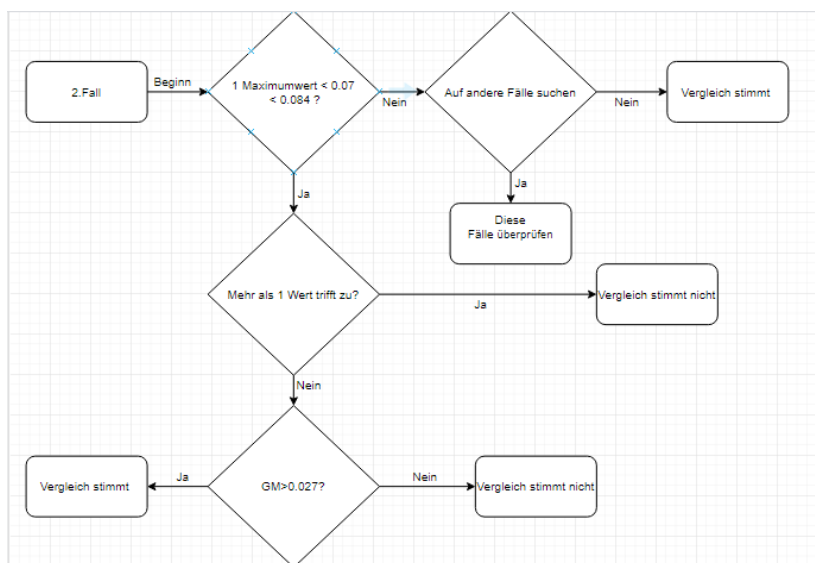 2.Fall
Beginn
1 Maximumwert < 0.07
< 0.084 ?
Nein
Auf andere Fälle suchen
Nein
Vergleich stimmt
Ja
Ja
Diese
Fälle überprüfen
Mehr als 1 Wert trifft zu?
Ja
Vergleich stimmt nicht
Nein
Vergleich stimmt
Ja
GM>0.027?
Nein
Vergleich stimmt nicht